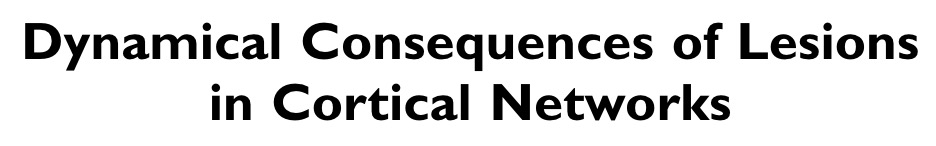 Dynamical Consequences of Lesions
in Cortical Networks